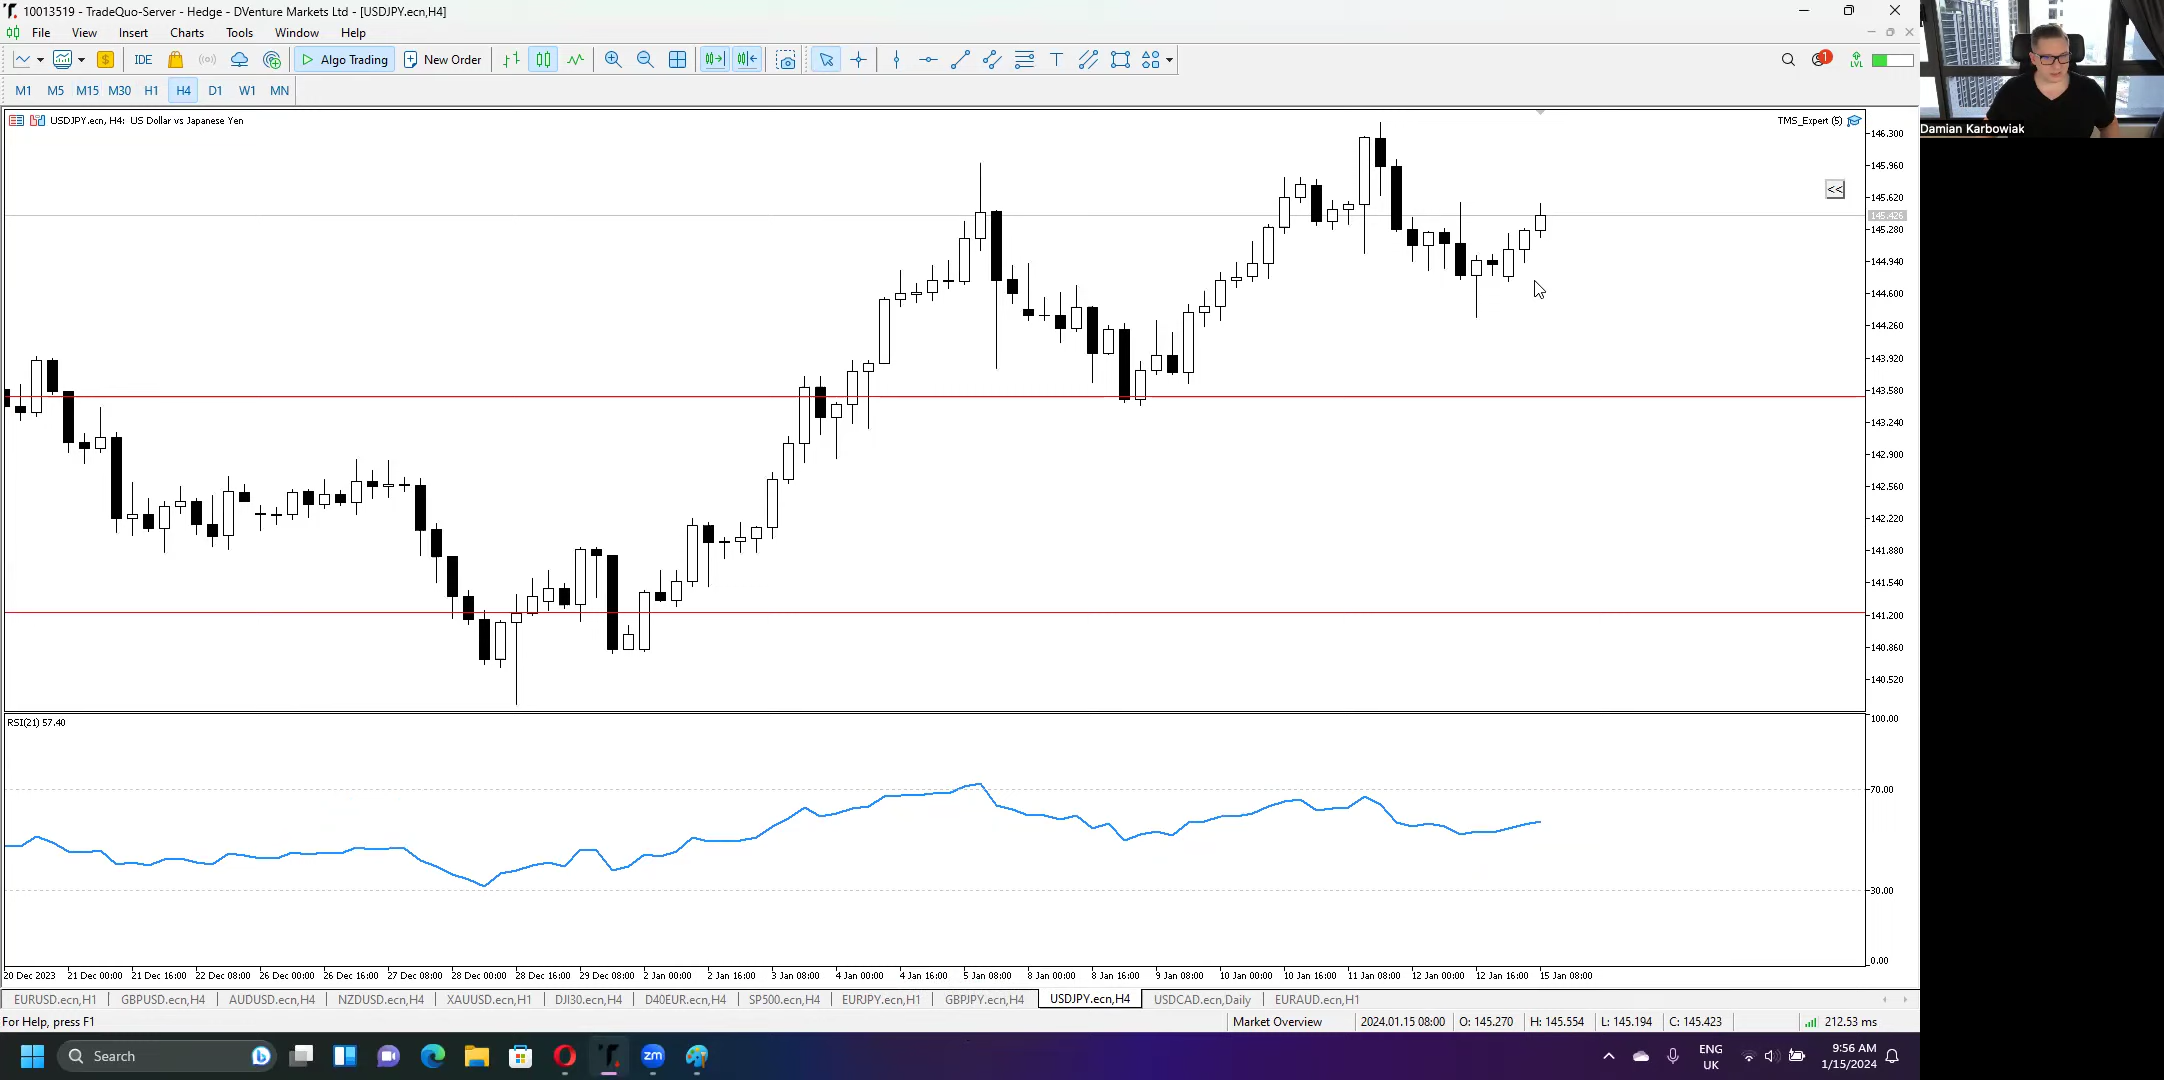 10013519 - TradeQuo-Server - Hedge - DVenture Markets Ltd - [USDJPY.ecn,H4]
File View Insert Charts Tools Window Help
IDE Algo Trading New Order 1 LVL
M1 M5 M15 M30 H1 H4 D1 W1 MN
Damian Karbowiak
USDJPY.ecn, H4: US Dollar vs Japanese Yen TMS_Expert (5)
146.300
145.960
<<
145.620
145.426
145.280
144.940
144.600
144.260
143.920
143.580
143.240
142.900
142.560
142.220
141.880
141.540
141.200
140.860
140.520
RSI(21) 57.40
100.00
70.00
30.00
0.00
20 Dec 2023 21 Dec 00:00 21 Dec 16:00 22 Dec 08:00 26 Dec 00:00 26 Dec 16:00 27 Dec 08:00 28 Dec 00:00 28 Dec 16:00 29 Dec 08:00 2 Jan 00:00 2 Jan 16:00 3 Jan 08:00 4 Jan 00:00 4 Jan 16:00 5 Jan 08:00 8 Jan 00:00 8 Jan 16:00 9 Jan 08:00 10 Jan 00:00 10 Jan 16:00 11 Jan 08:00 12 Jan 00:00 12 Jan 16:00 15 Jan 08:00
EURUSD.ecn,H1 GBPUSD.ecn,H4 AUDUSD.ecn,H4 NZDUSD.ecn,H4 XAUUSD.ecn,H1 DJI30.ecn,H4 D40EUR.ecn,H4 SP500.ecn,H4 EURJPY.ecn,H1 GBPJPY.ecn,H4 USDJPY.ecn,H4 USDCAD.ecn,Daily EURAUD.ecn,H1
For Help, press F1 Market Overview 2024.01.15 08:00 O: 145.270 H: 145.554 L: 145.194 C: 145.423 212.53 ms
Search zm ENG 9:56 AM
UK 1/15/2024